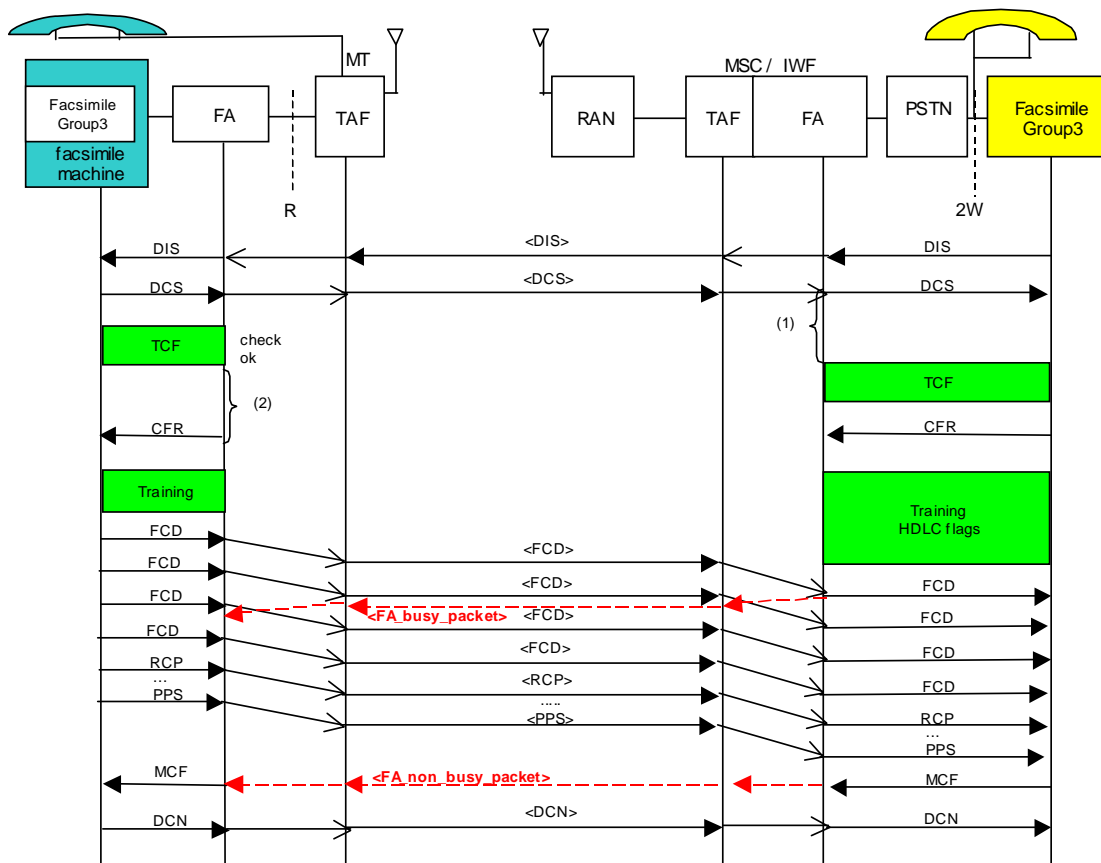 MT
MSC / IWF
Facsimile
Group3
facsimile
machine
FA
TAF
RAN
TAF
FA
PSTN
Facsimile
Group3
R
2W
DIS
<DIS>
DIS
DCS
<DCS>
DCS
(1)
TCF
check
ok
(2)
TCF
CFR
CFR
Training
Training
HDLC flags
FCD
<FCD>
FCD
<FCD>
FCD
FCD
<FA_busy_packet>
<FCD>
FCD
FCD
<FCD>
FCD
RCP
<RCP>
FCD
...
.....
PPS
<PPS>
RCP
...
PPS
MCF
<FA_non_busy_packet>
MCF
DCN
<DCN>
DCN